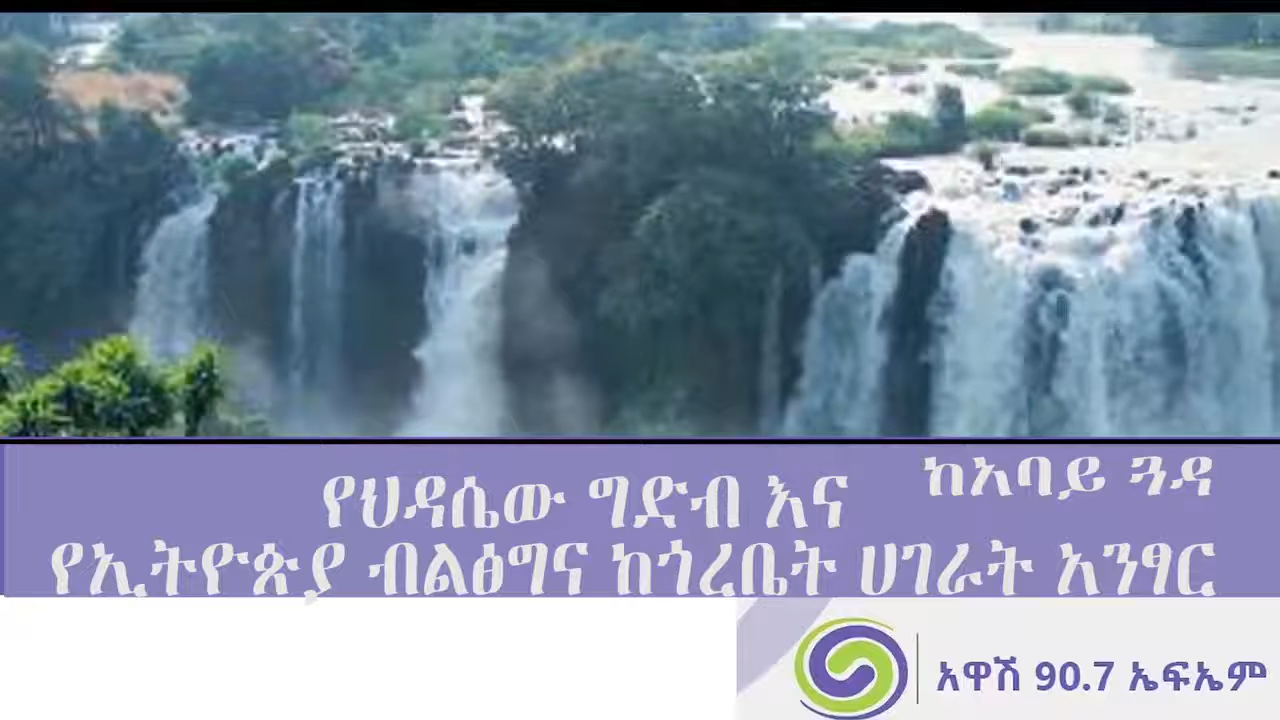 ከአባይ ጓዳ
የህዳሴው ግድብ እና
የኢትዮጵያ ብልፅግና ከጎረቤት ሀገራት አንፃር
አዋሽ 90.7 ኤፍኤም